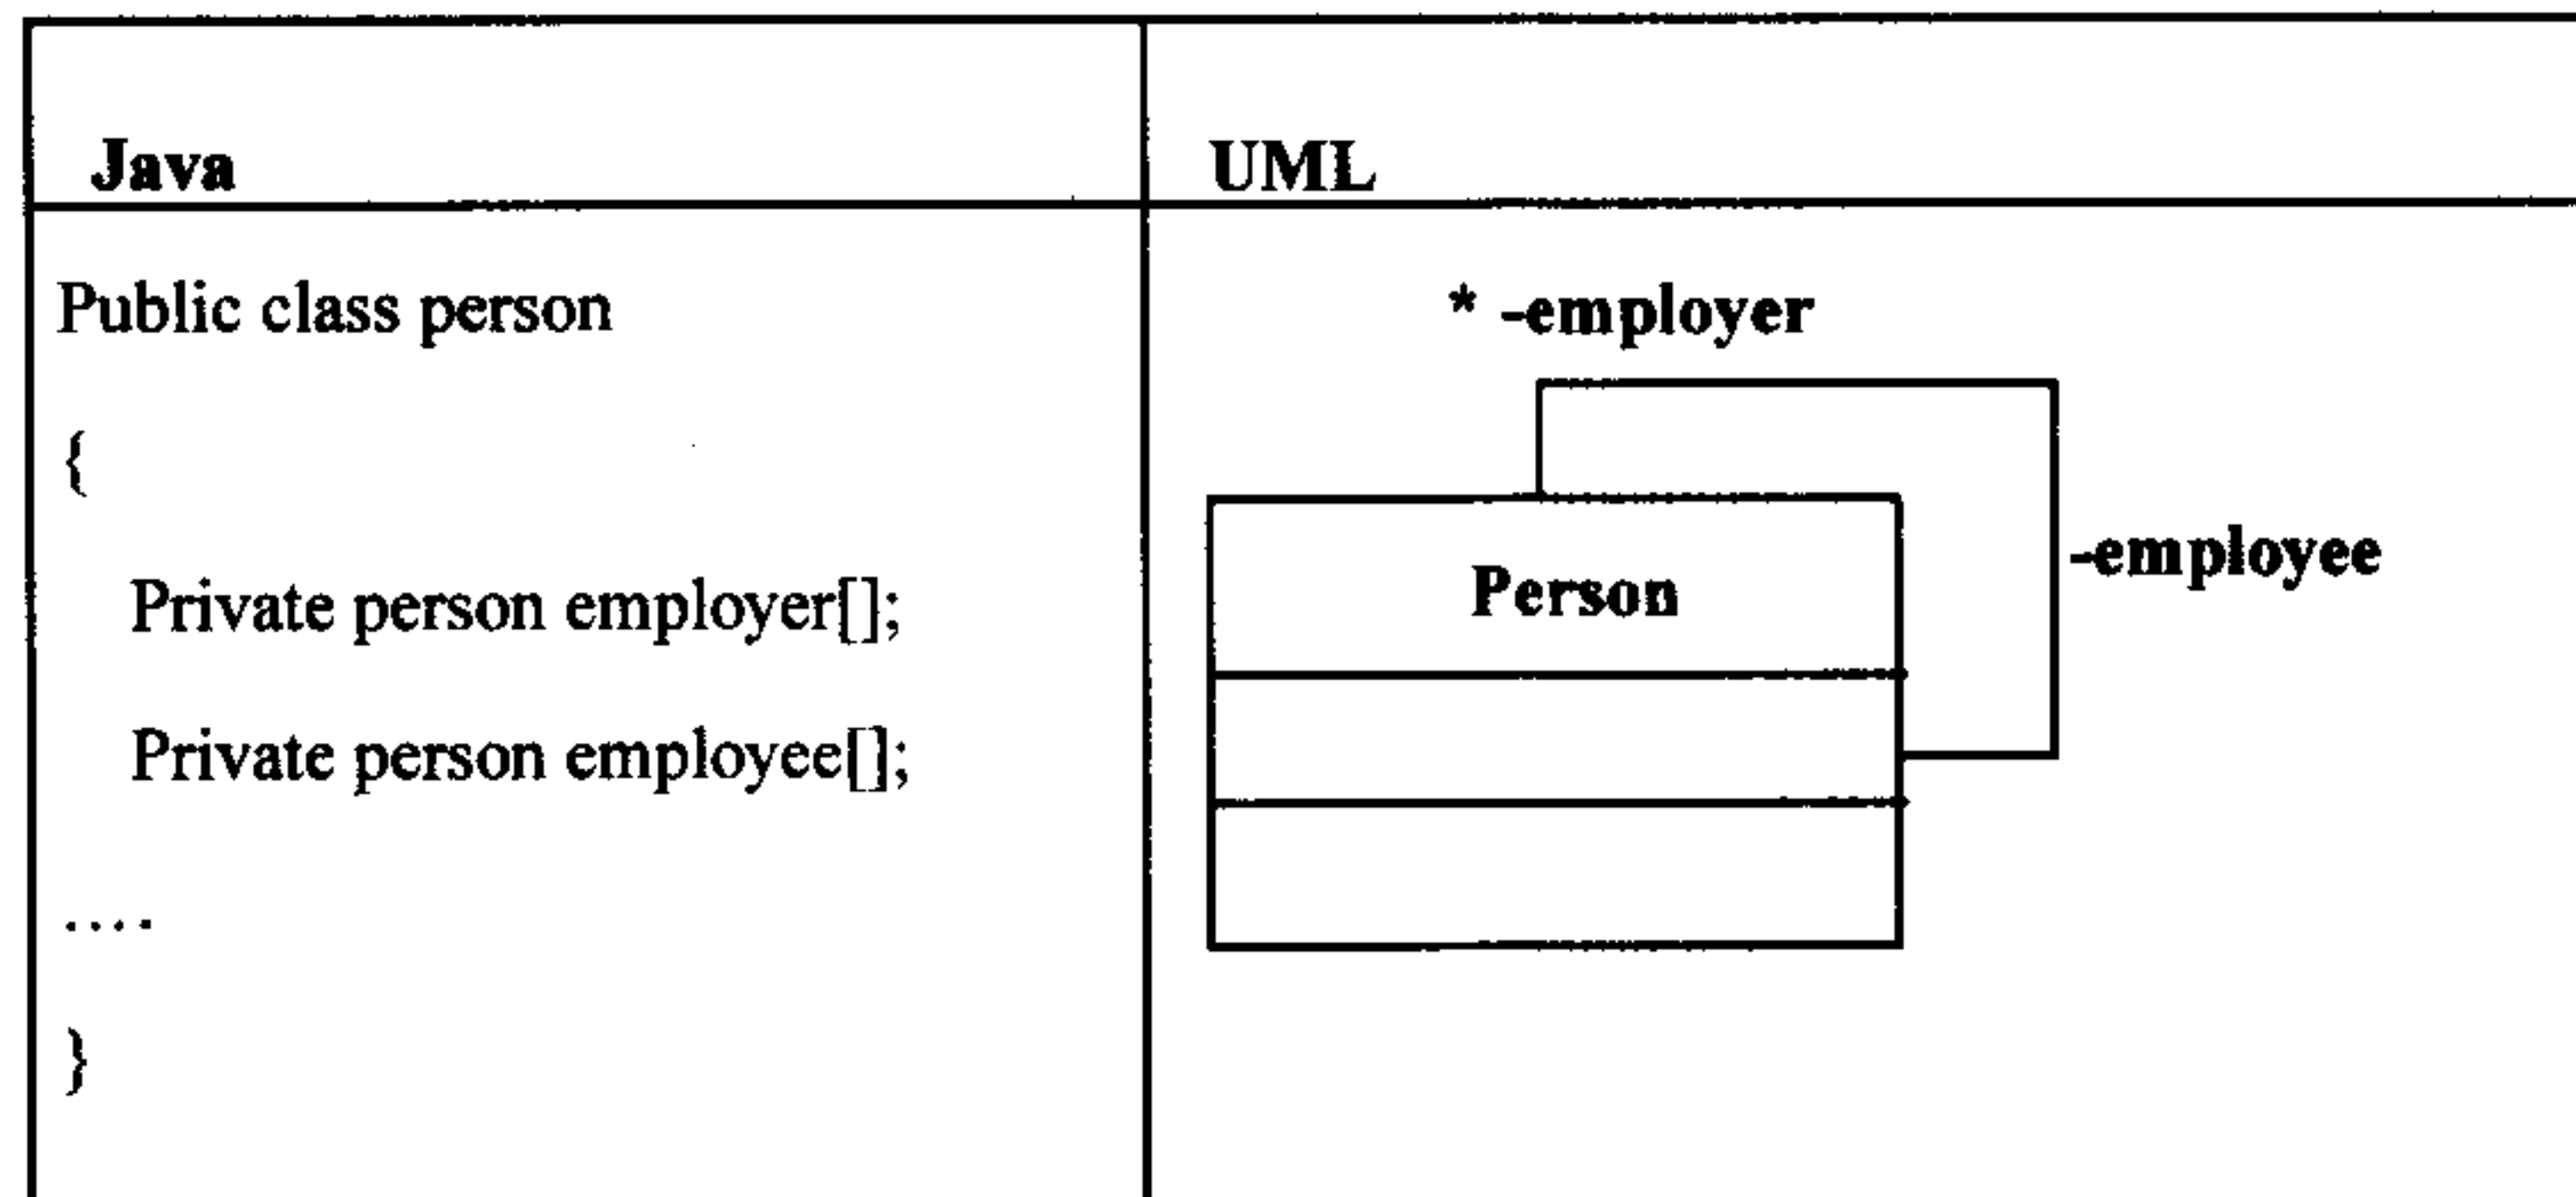 Java
UML
Public class person
{
Private person employer[];
Private person employee[];
....
}
* -employer
-employee
Person